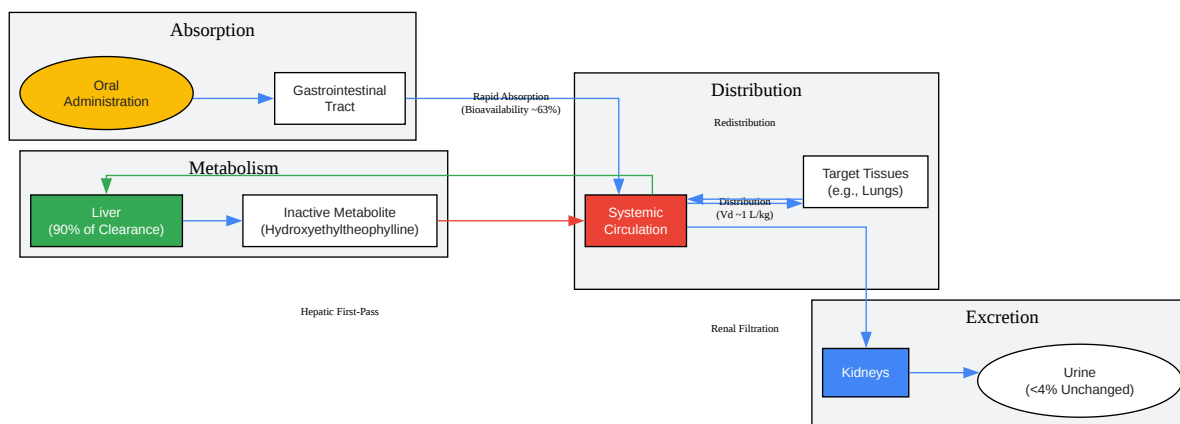 Absorption
Oral
Administration
Gastrointestinal
Tract
Rapid Absorption
(Bioavailability ~63%)
Distribution
Redistribution
Target Tissues
(e.g., Lungs)
Distribution
(Vd ~1 L/kg)
Systemic
Circulation
Metabolism
Liver
(90% of Clearance)
Inactive Metabolite
(Hydroxyethyltheophylline)
Hepatic First-Pass
Renal Filtration
Excretion
Kidneys
Urine
(<4% Unchanged)